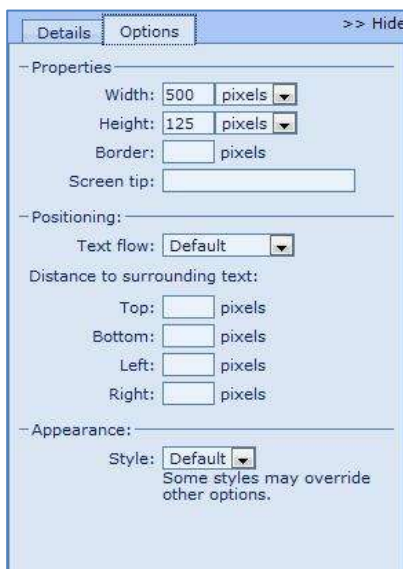 Details Options >> Hide
Properties
Width: 500 pixels
Height: 125 pixels
Border: pixels
Screen tip:
Positioning:
Text flow: Default
Distance to surrounding text:
Top: pixels
Bottom: pixels
Left: pixels
Right: pixels
Appearance:
Style: Default
Some styles may override
other options.